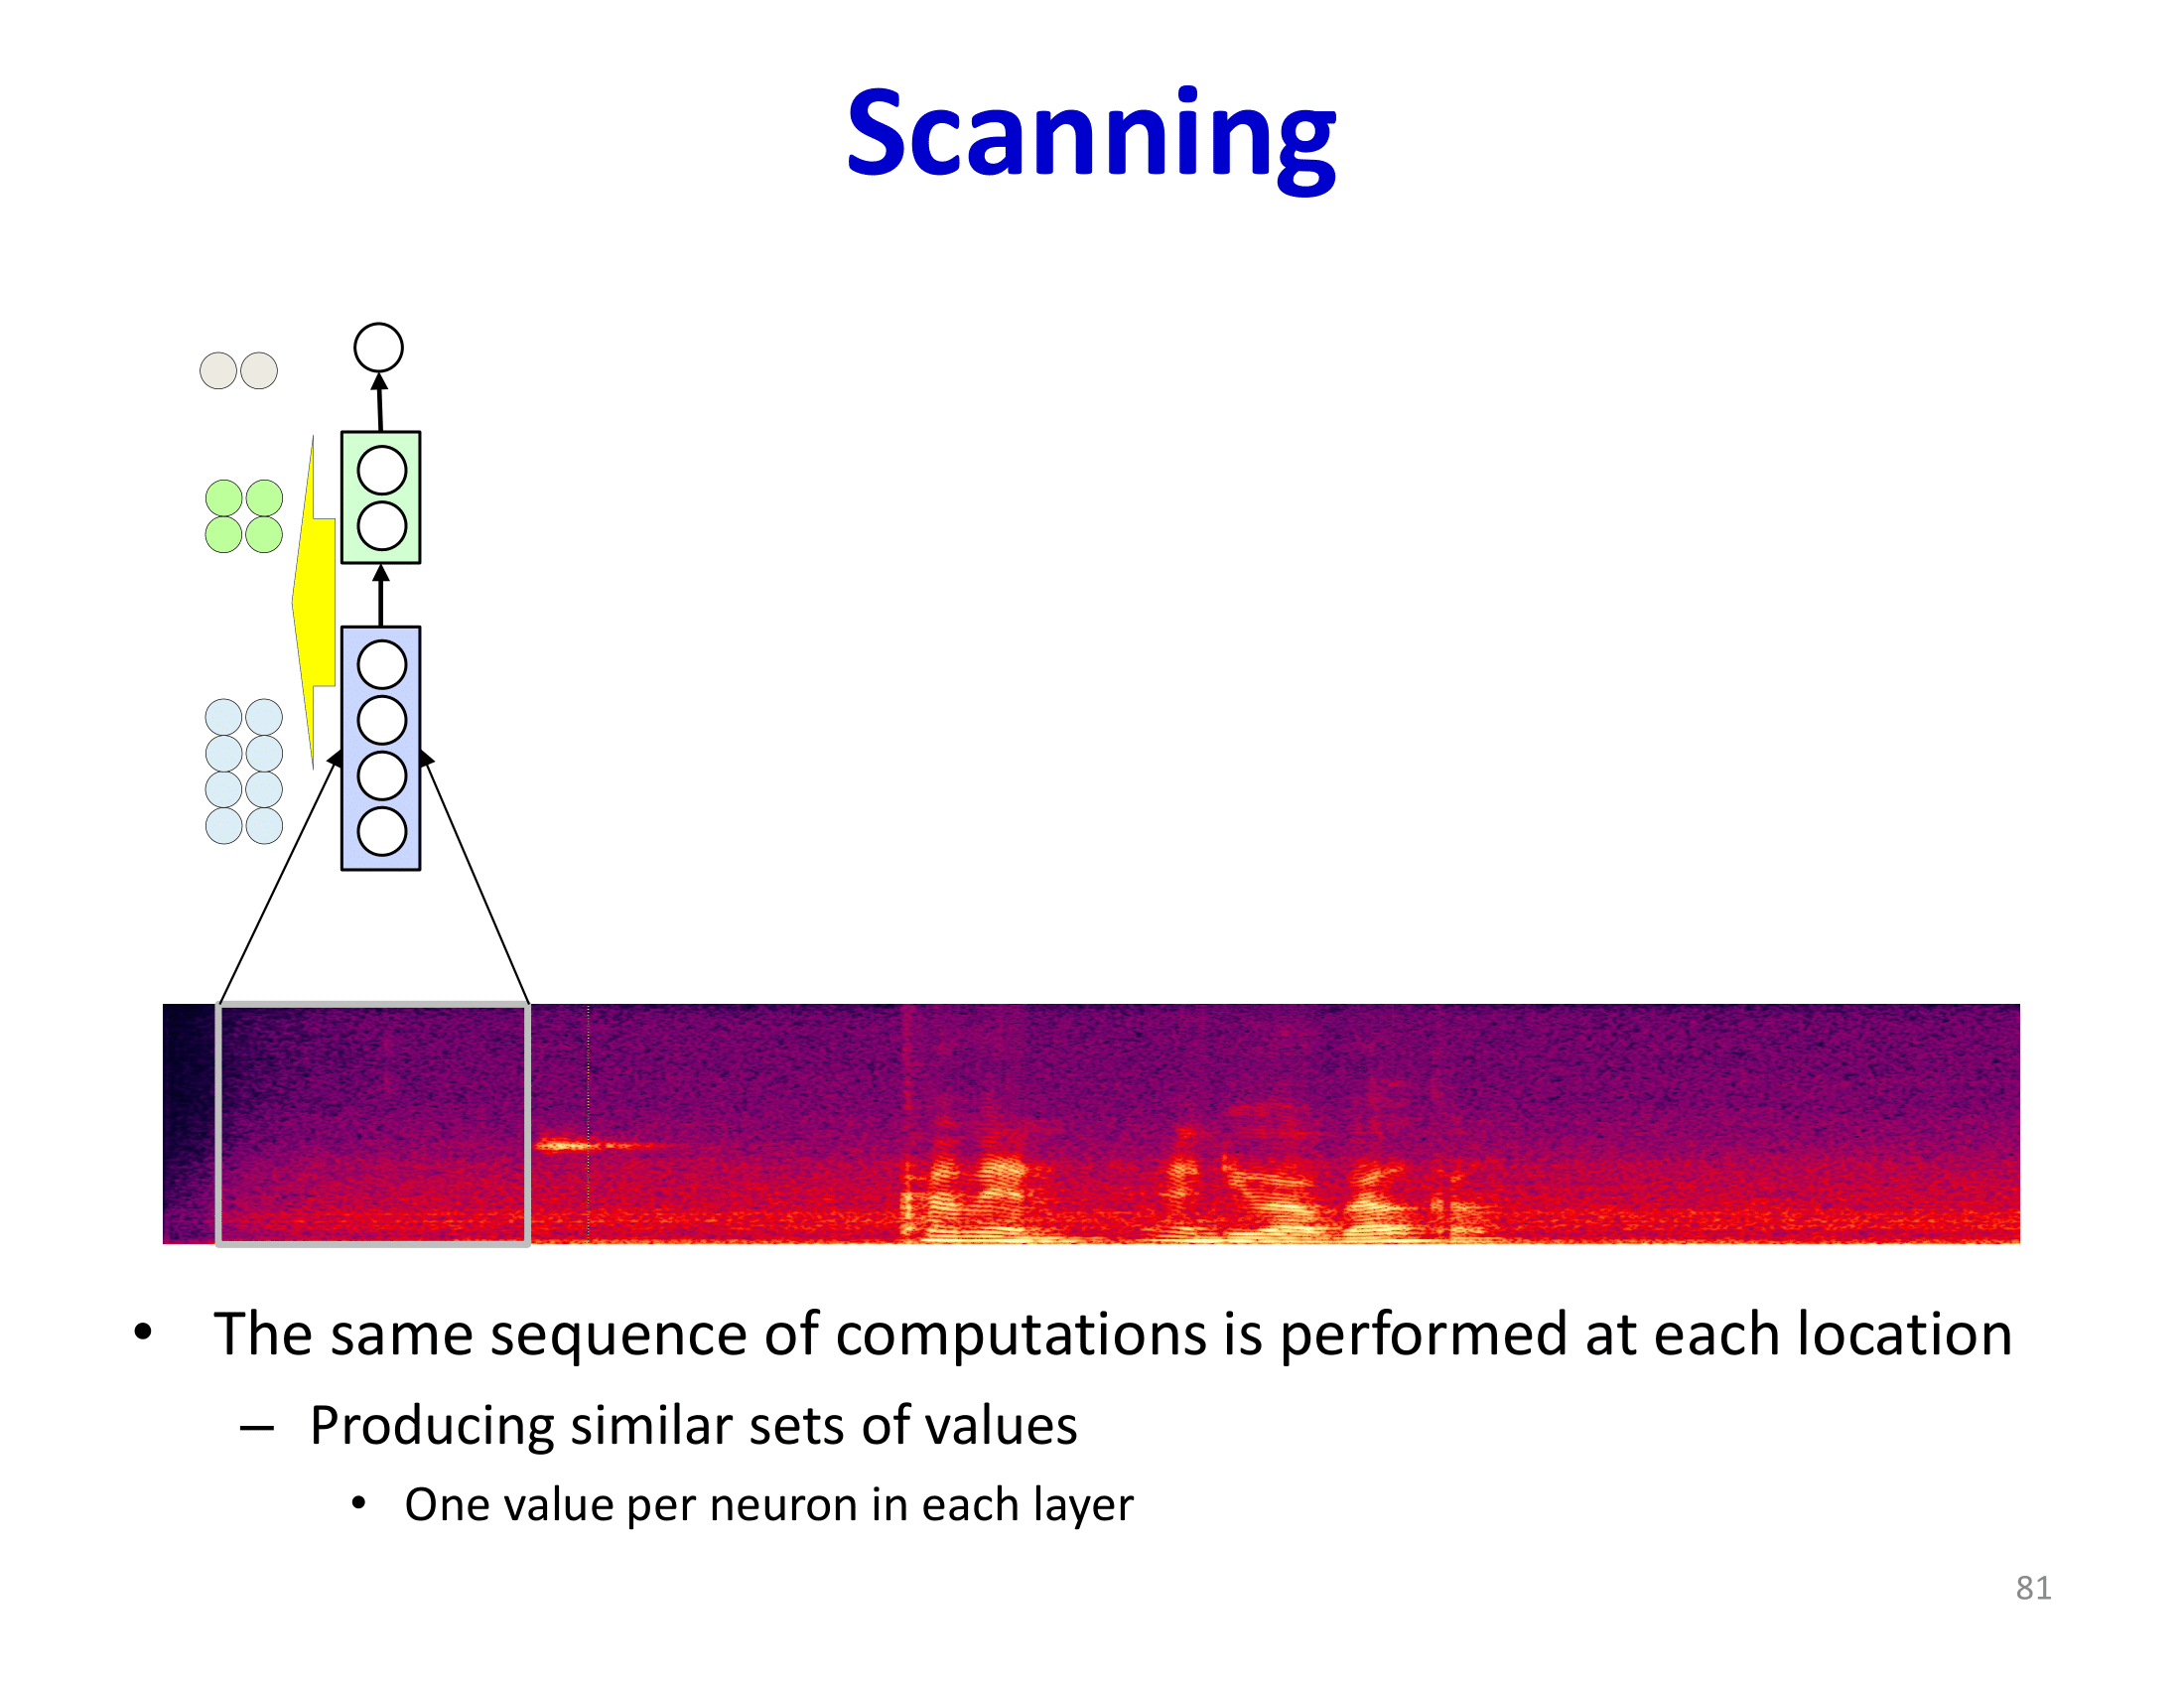 Scanning
• The same sequence of computations is performed at each location
– Producing similar sets of values
• One value per neuron in each layer
81